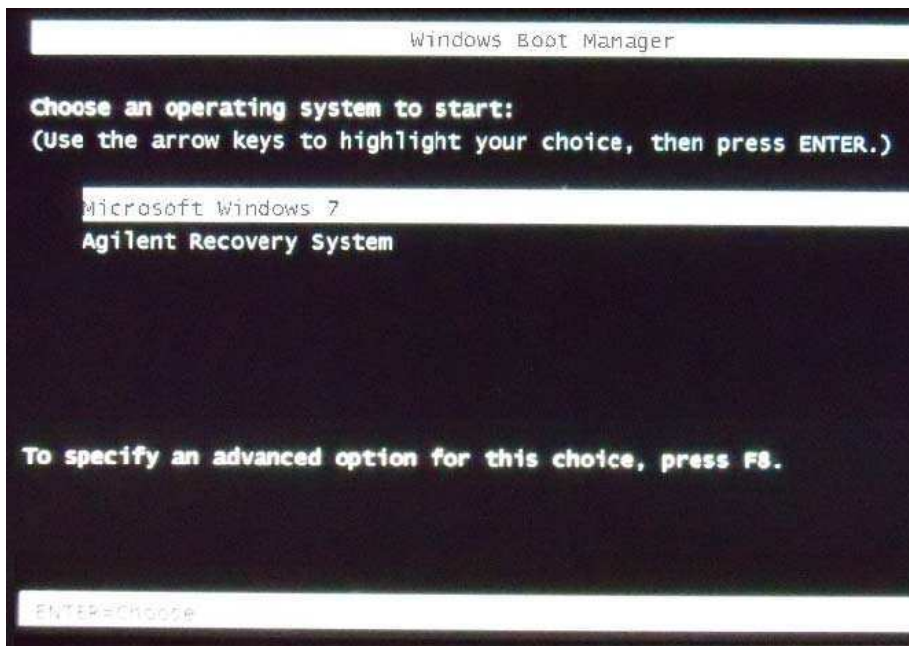 Windows Boot Manager
Choose an operating system to start:
(Use the arrow keys to highlight your choice, then press ENTER.)
Microsoft Windows 7
Agilent Recovery System
To specify an advanced option for this choice, press F8.
ENTER=Choose